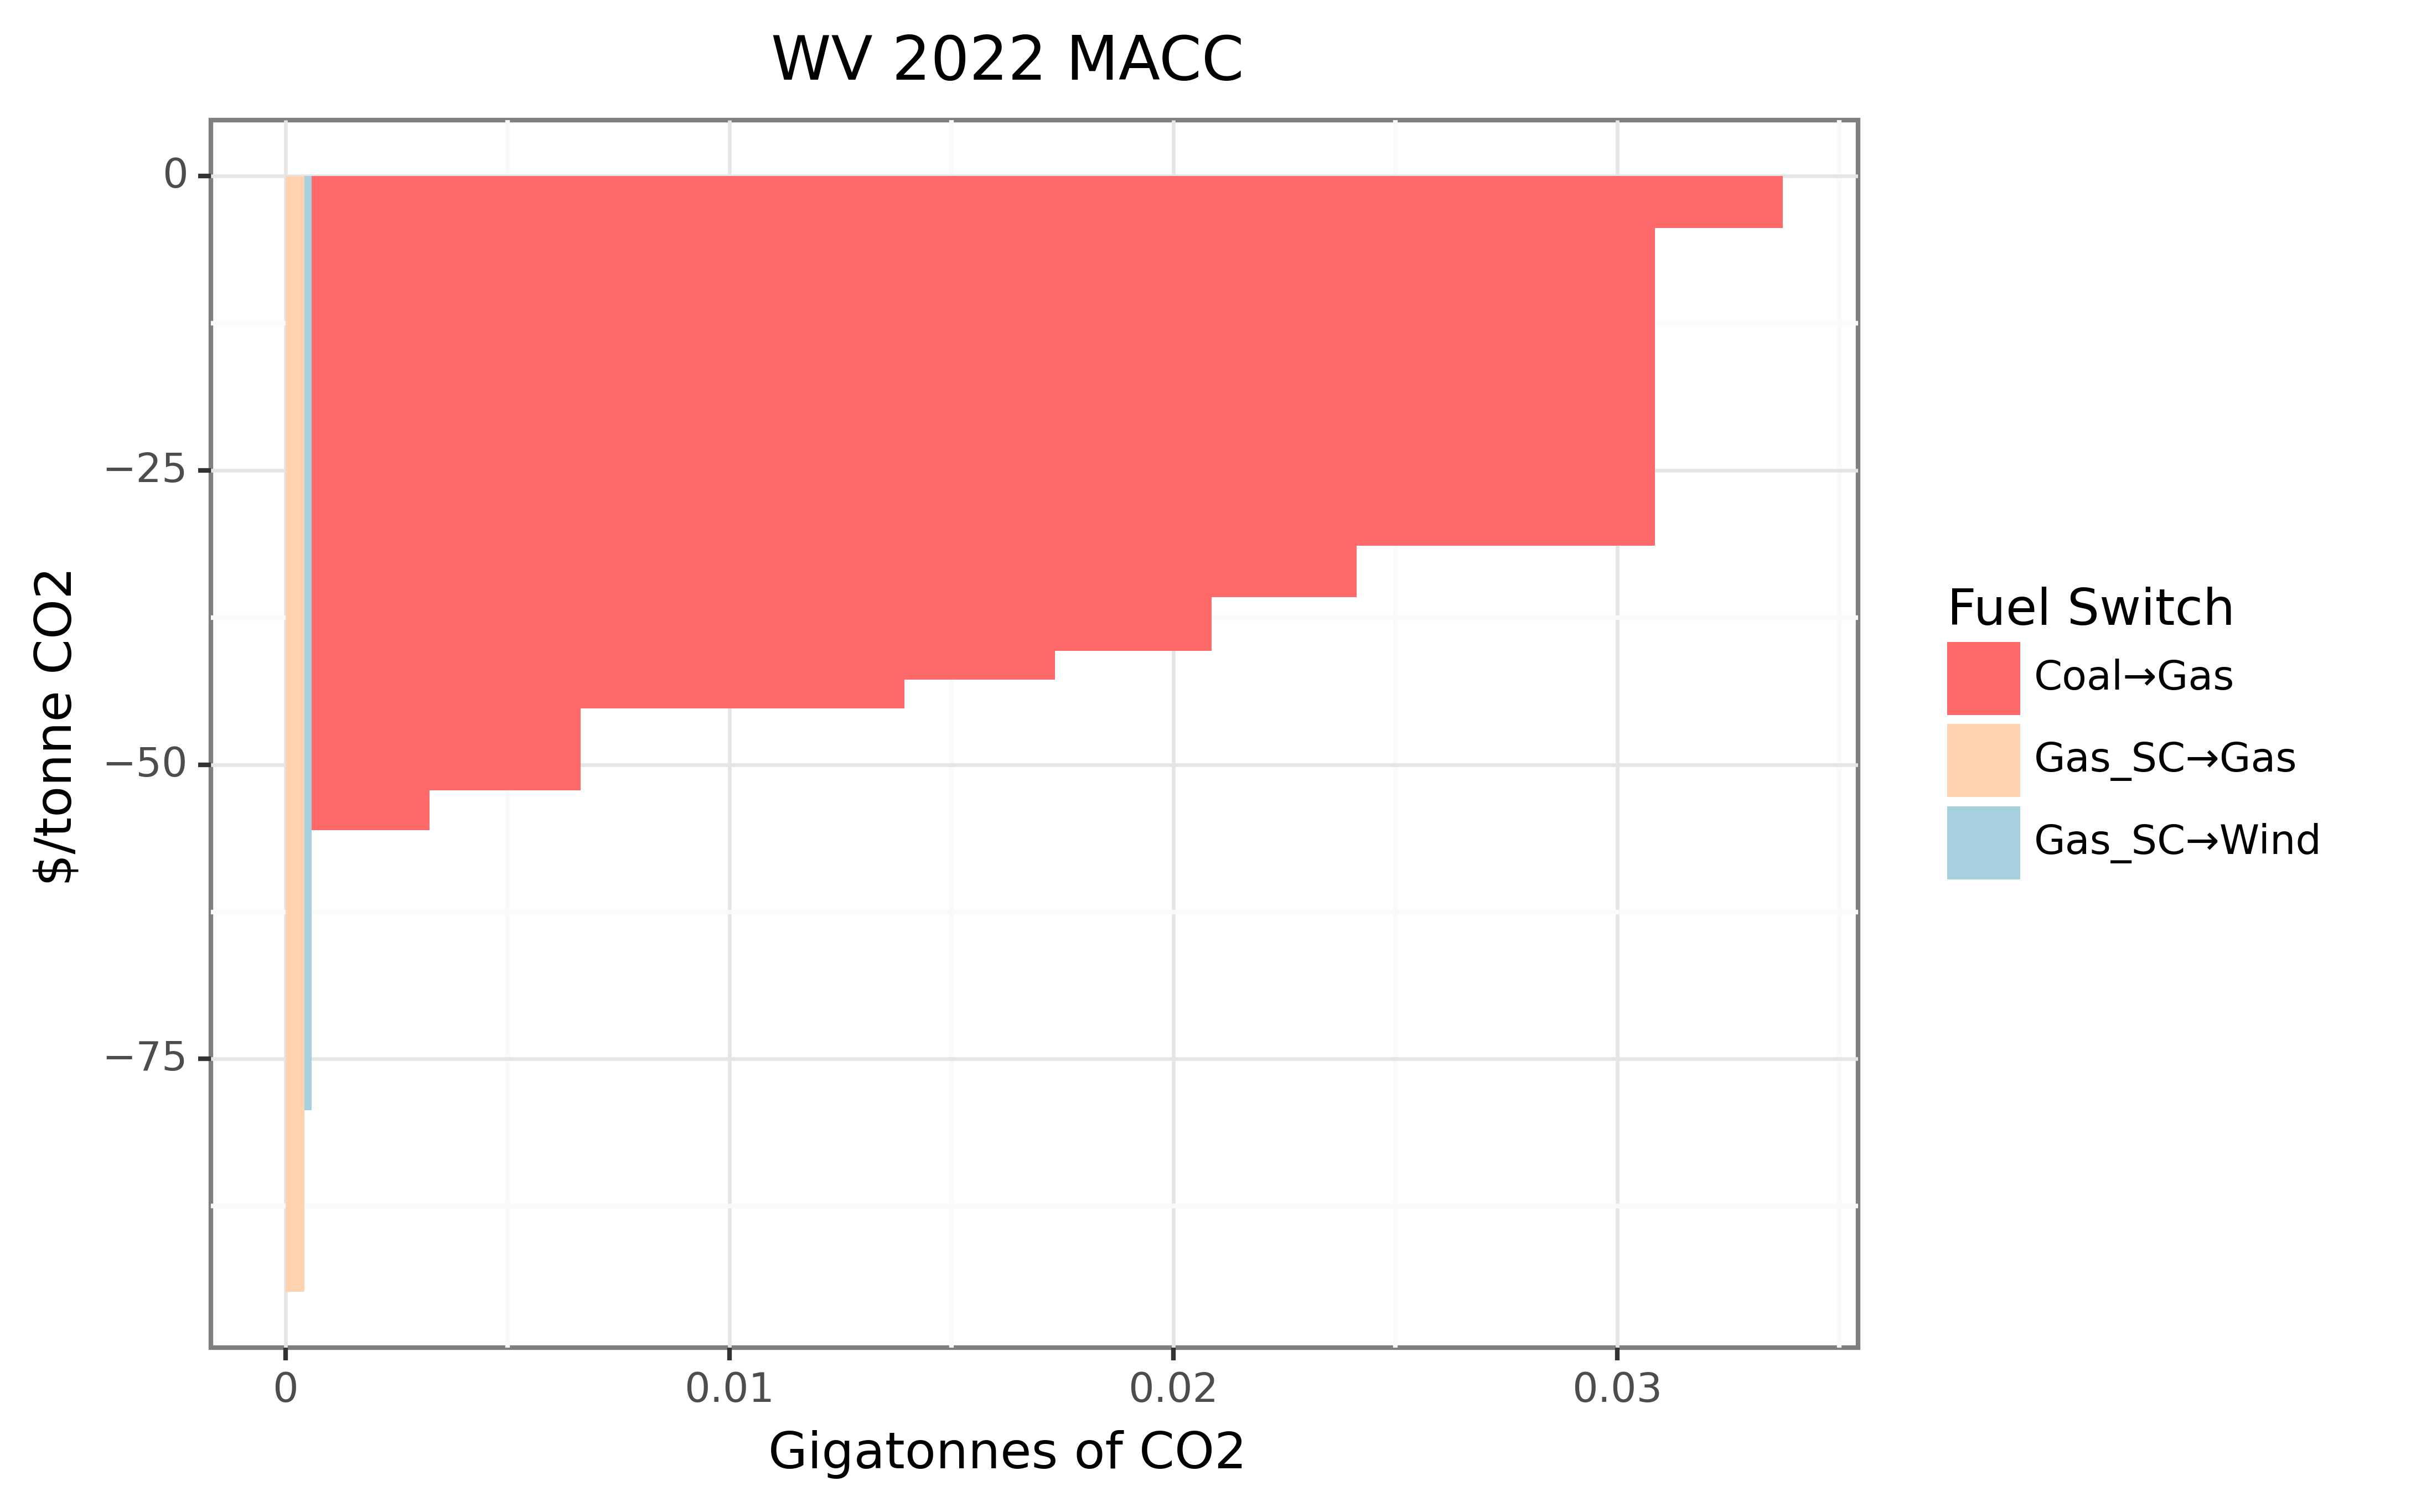 WV 2022 MACC
0
−25
−50
−75
$/tonne CO2
0 0.01 0.02 0.03
Gigatonnes of CO2
Fuel Switch
Coal→Gas
Gas_SC→Gas
Gas_SC→Wind